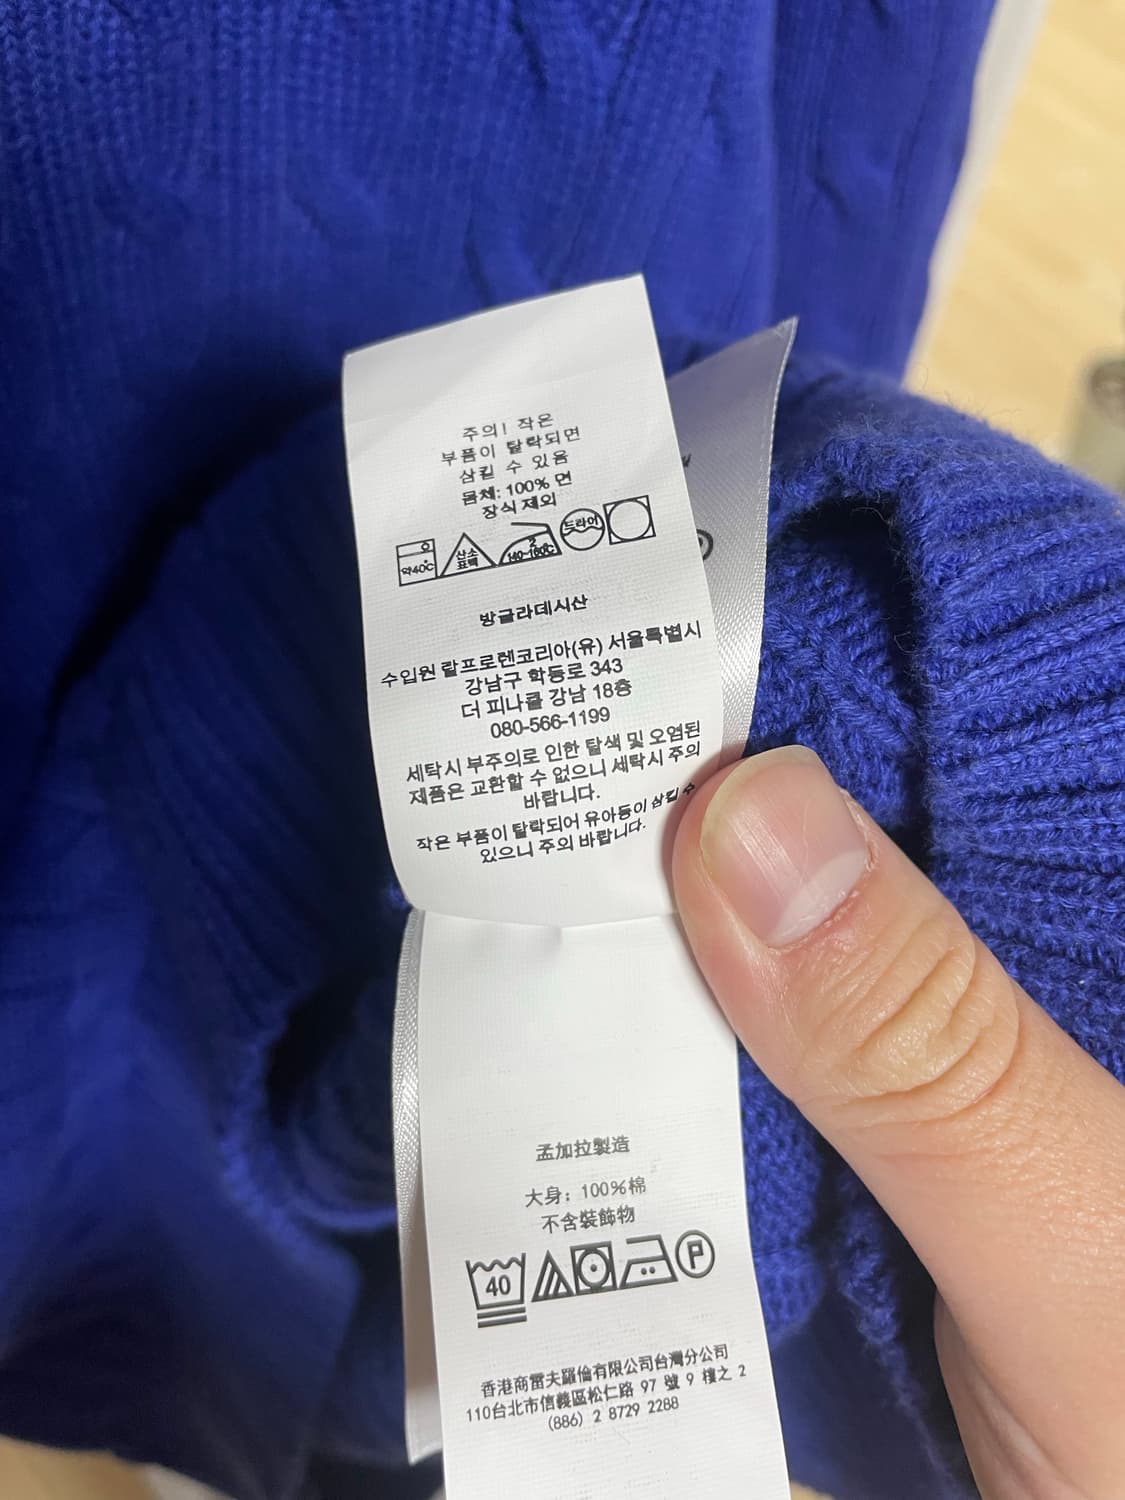 주의! 작은
부품이 탈락되면
삼킬 수 있음
몸체: 100% 면
장식 제외
약40℃
산소
표백
2
140~160℃
드라이
방글라데시산
수입원 랄프로렌코리아(유) 서울특별시
강남구 학동로 343
더 피나클 강남 18층
080-566-1199
세탁시 부주의로 인한 탈색 및 오염된
제품은 교환할 수 없으니 세탁시 주의
바랍니다.
작은 부품이 탈락되어 유아등이 삼킬 수
있으니 주의 바랍니다.
孟加拉製造
大身: 100%棉
不含裝飾物
40
P
香港商雷夫羅倫有限公司台灣分公司
110台北市信義區松仁路 97 號 9 樓之 2
(886) 2 8729 2288